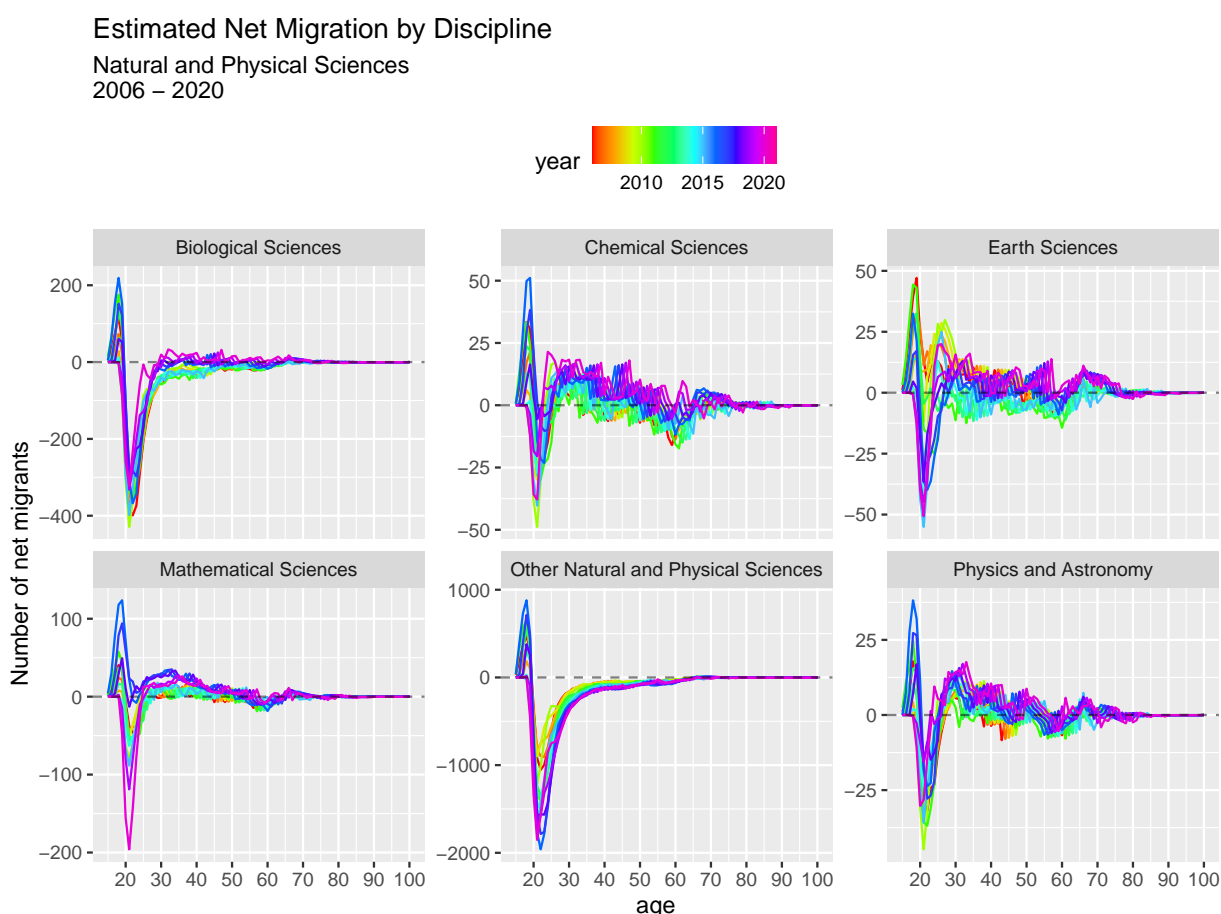 Estimated Net Migration by Discipline
Natural and Physical Sciences
2006 − 2020
year
2010 2015 2020
Number of net migrants
Biological Sciences
200
0
−200
−400
Chemical Sciences
50
25
0
−25
−50
Earth Sciences
50
25
0
−25
−50
Mathematical Sciences
100
0
−100
−200
20 30 40 50 60 70 80 90 100
Other Natural and Physical Sciences
1000
0
−1000
−2000
20 30 40 50 60 70 80 90 100
Physics and Astronomy
25
0
−25
20 30 40 50 60 70 80 90 100
age